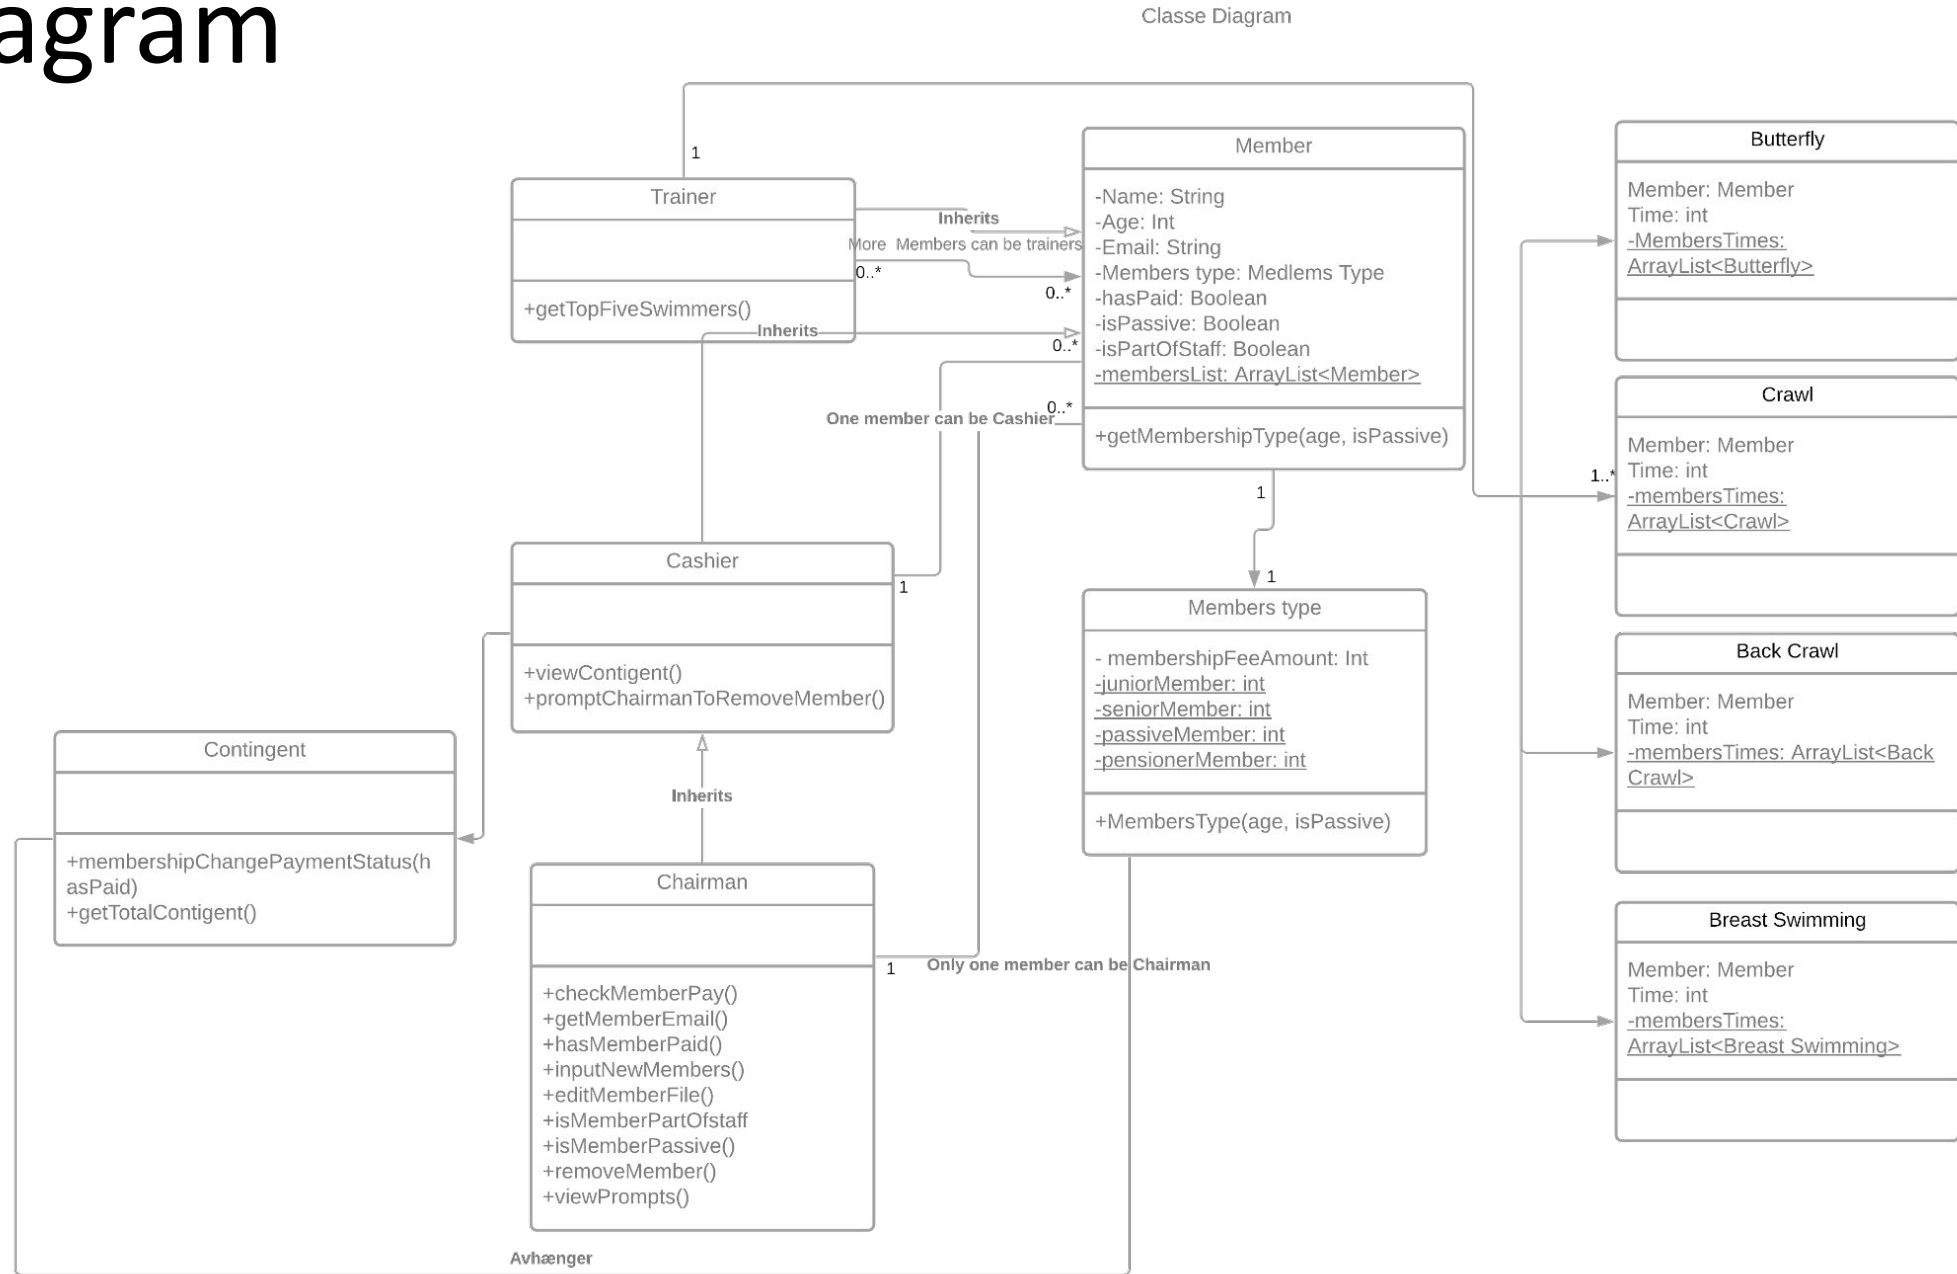 agram
Classe Diagram
1
Trainer
+getTopFiveSwimmers()
Inherits
More  Members can be trainers
0..*
0..*
Inherits
0..*
0..*
One member can be Cashier
Member
-Name: String
-Age: Int
-Email: String
-Members type: Medlems Type
-hasPaid: Boolean
-isPassive: Boolean
-isPartOfStaff: Boolean
-membersList: ArrayList<Member>
+getMembershipType(age, isPassive)
1
1
Members type
- membershipFeeAmount: Int
-juniorMember: int
-seniorMember: int
-passiveMember: int
-pensionerMember: int
+MembersType(age, isPassive)
Cashier
+viewContigent()
+promptChairmanToRemoveMember()
1
Inherits
Contingent
+membershipChangePaymentStatus(h
asPaid)
+getTotalContigent()
Chairman
+checkMemberPay()
+getMemberEmail()
+hasMemberPaid()
+inputNewMembers()
+editMemberFile()
+isMemberPartOfstaff
+isMemberPassive()
+removeMember()
+viewPrompts()
1
Only one member can be Chairman
Avhænger
Butterfly
Member: Member
Time: int
-MembersTimes:
ArrayList<Butterfly>
Crawl
1..*
Member: Member
Time: int
-membersTimes:
ArrayList<Crawl>
Back Crawl
Member: Member
Time: int
-membersTimes: ArrayList<Back
Crawl>
Breast Swimming
Member: Member
Time: int
-membersTimes:
ArrayList<Breast Swimming>